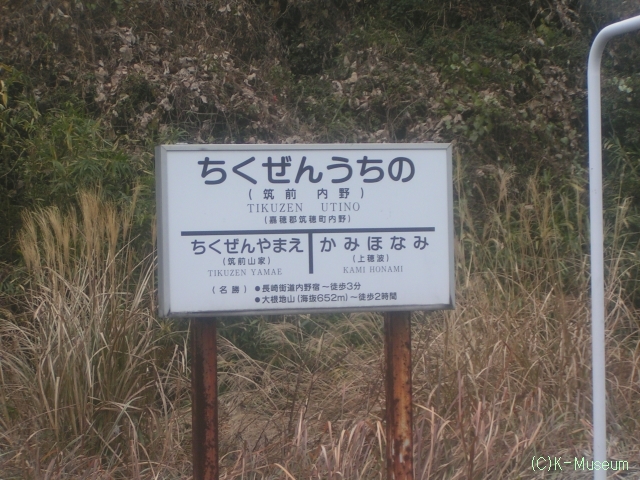 ちくぜんうちの
(筑前 内野)
TIKUZEN UTINO
(嘉穂郡筑穂町内野)
ちくぜんやまえ かみほなみ
(筑前山家) (上穂波)
TIKUZEN YAMAE KAMI HONAMI
(名勝) ●長崎街道内野宿～徒歩3分
●大根地山(海抜652m)～徒歩2時間
(C)K-Museum